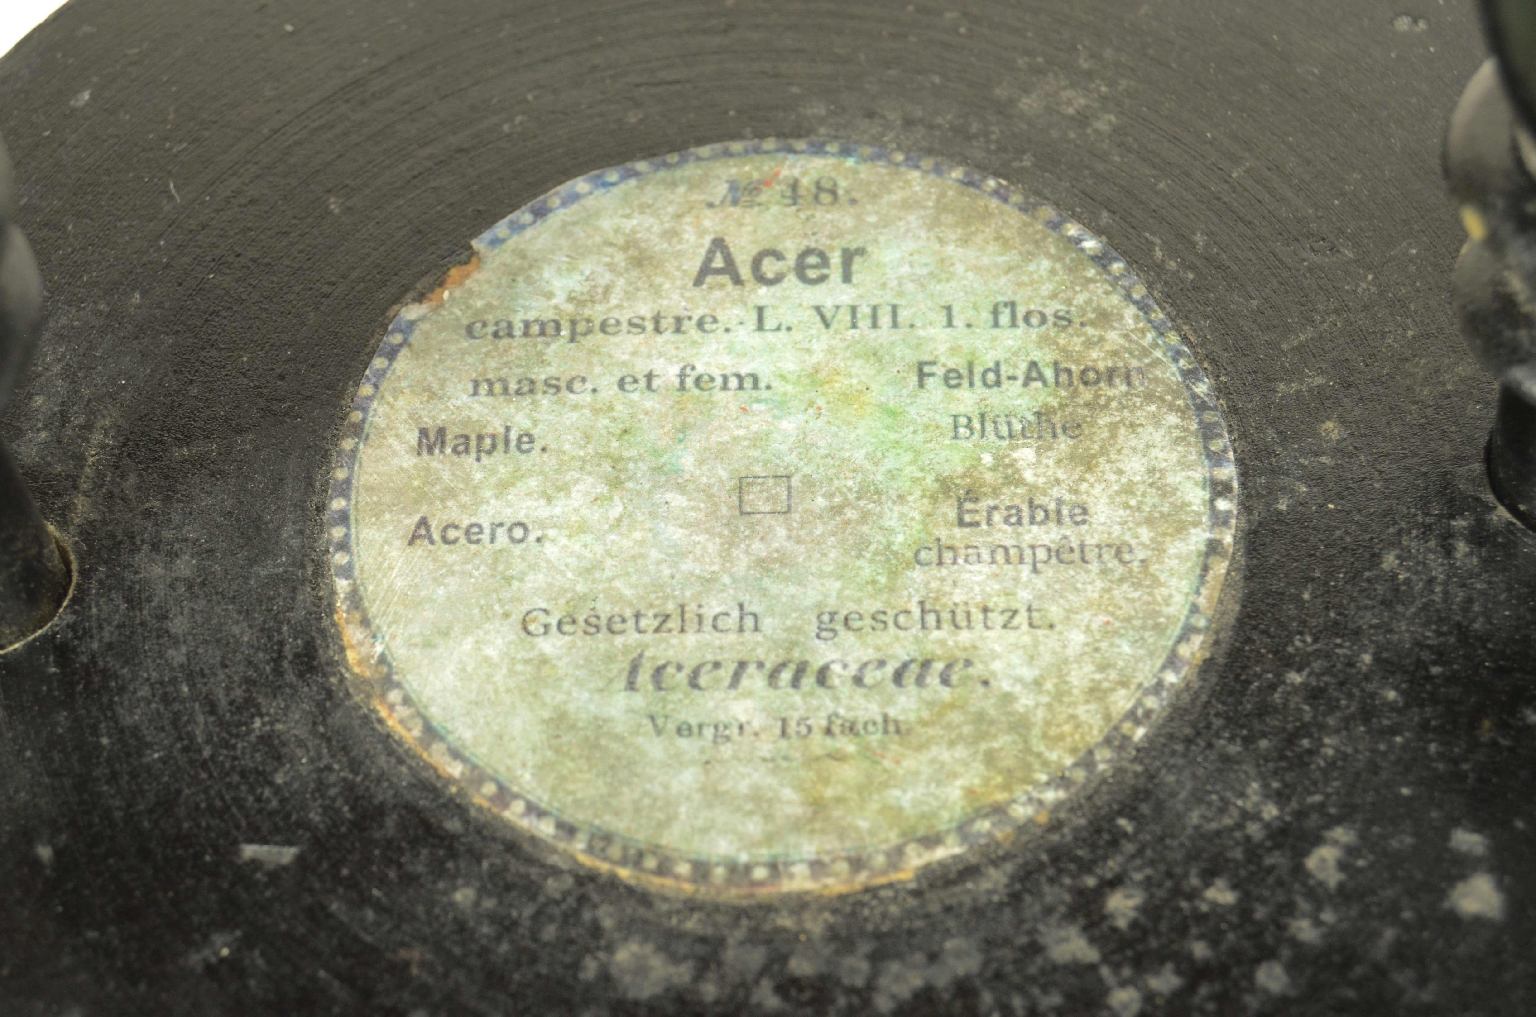 № 48.
Acer
campestre. L. VIII. 1. flos.
masc. et fem.
Feld-Ahorn
Blüthe
Maple.
Acero.
Érable
champêtre.
Gesetzlich geschützt.
Aceraceae.
Vergr. 15 fach.